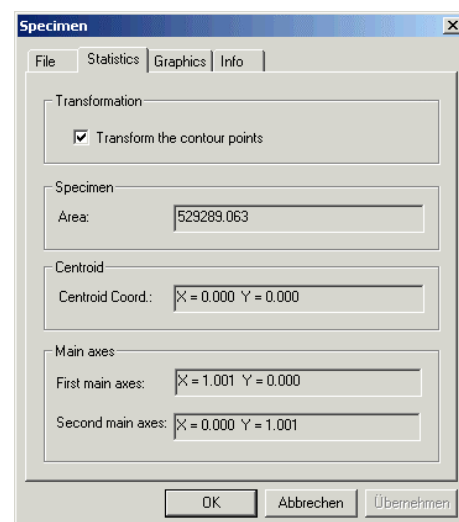 Specimen
File Statistics Graphics Info
Transformation
Transform the contour points
Specimen
Area: 529289.063
Centroid
Centroid Coord.: X = 0.000 Y = 0.000
Main axes
First main axes: X = 1.001 Y = 0.000
Second main axes: X = 0.000 Y = 1.001
OK Abbrechen Übernehmen